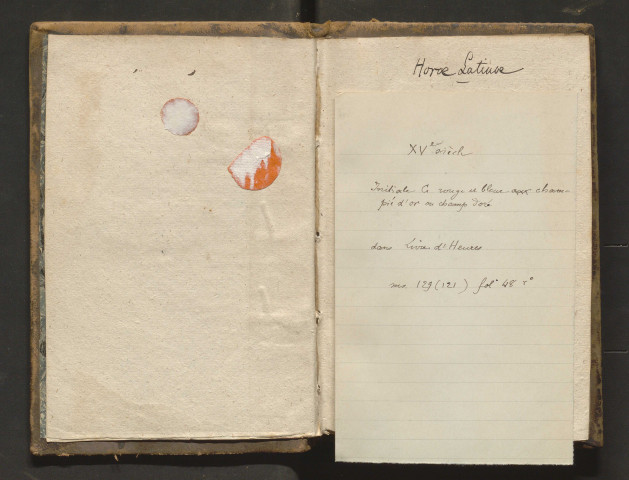 Horæ Latinæ
XVe siècle
Initiale C rouge et bleue aux
d'or en champ d'or
dans Livre d'Heures
ms 129 (121) fol. 48 r°